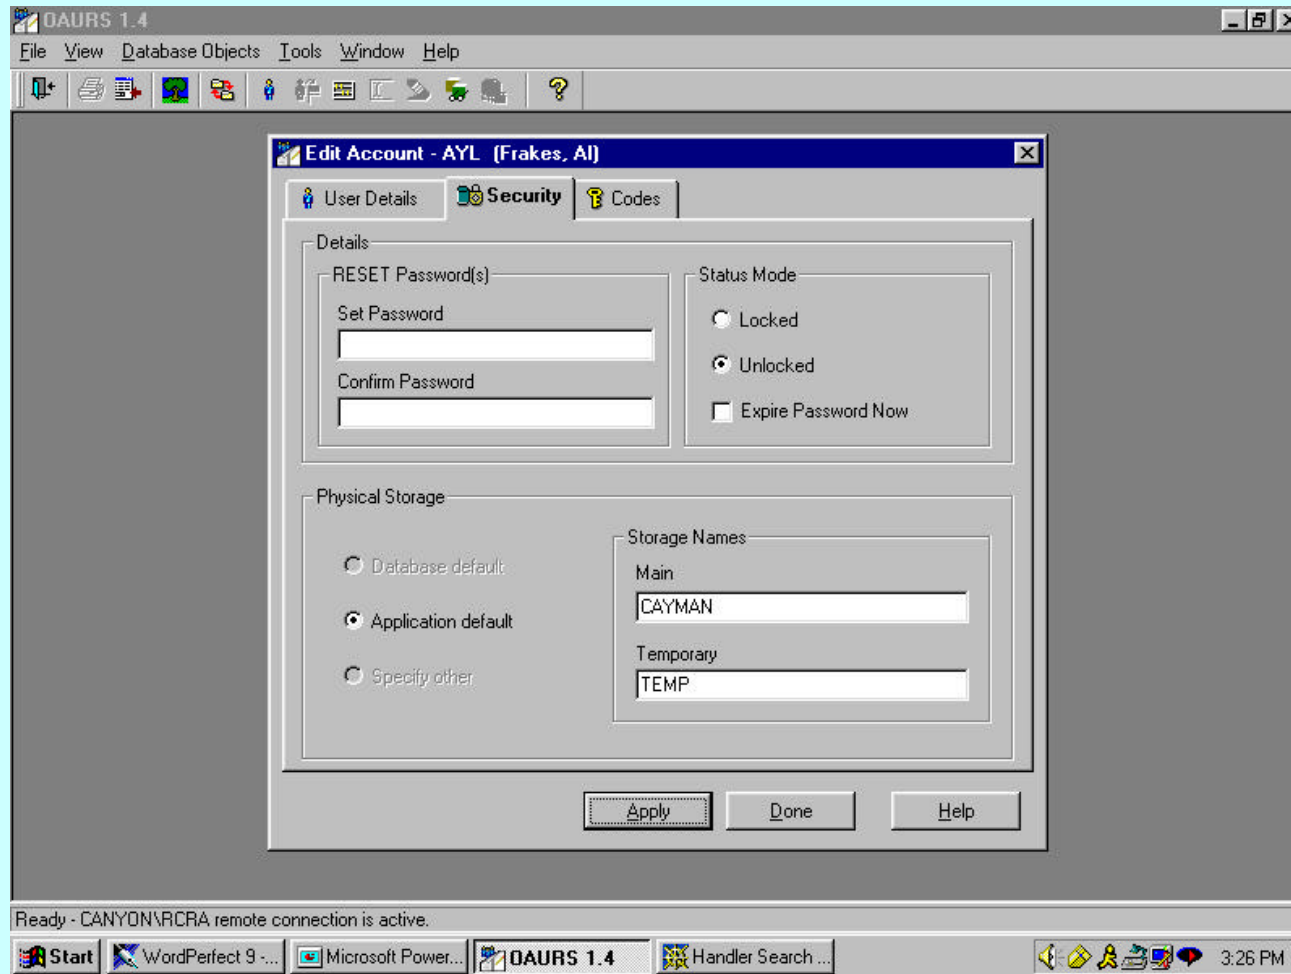 OAURS 1.4
File View Database Objects Tools Window Help
Edit Account - AYL (Frakes, Al)
User Details Security Codes
Details
RESET Password(s) Status Mode
Set Password
Locked
Unlocked
Confirm Password
Expire Password Now
Physical Storage
Storage Names
Database default
Main
CAYMAN
Application default
Temporary
Specify other
TEMP
Apply Done Help
Ready - CANYON\RCRA remote connection is active.
Start WordPerfect 9 -... Microsoft Power... OAURS 1.4 Handler Search ... 3:26 PM